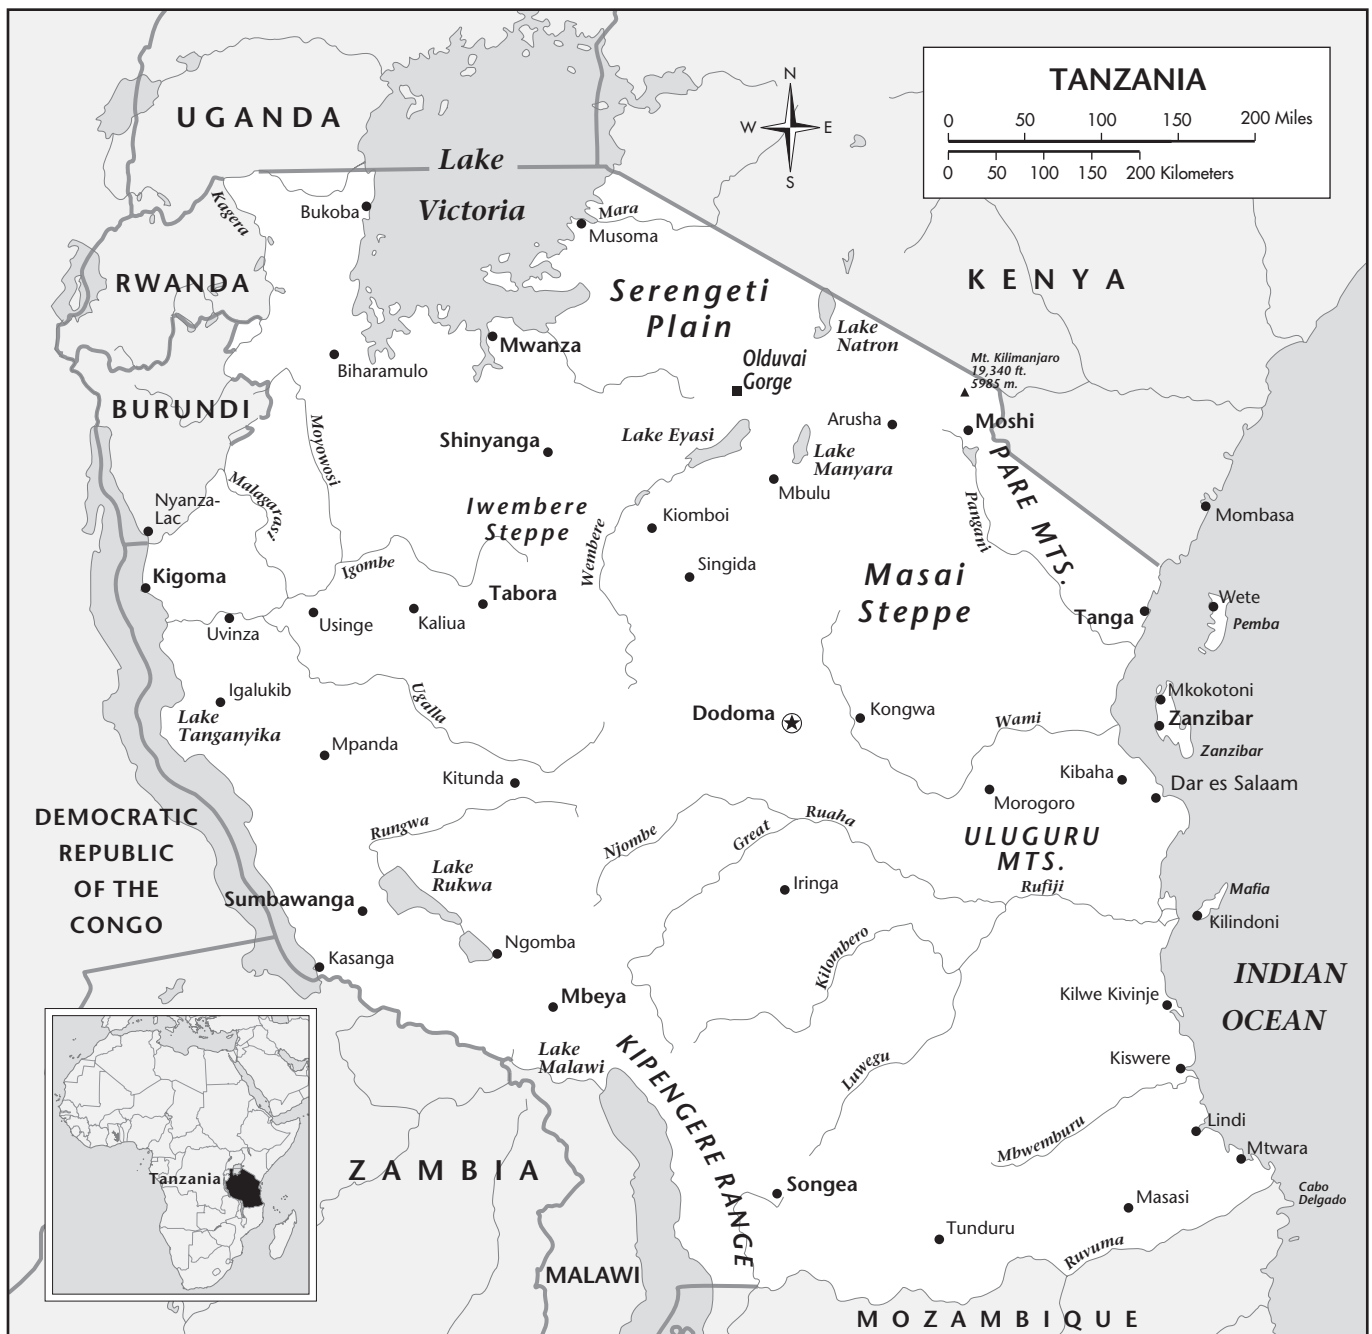 TANZANIA
0 50 100 150 200 Miles
0 50 100 150 200 Kilometers
N
W E
S
UGANDA
Lake
Victoria
Kagera
Bukoba
Mara
Musoma
RWANDA
KENYA
Serengeti
Plain
Lake
Natron
Mwanza
Biharamulo
Olduvai
Gorge
Mt. Kilimanjaro
19,340 ft.
5985 m.
BURUNDI
Moyowosi
Shinyanga
Lake Eyasi
Arusha
Moshi
Lake
Manyara
Mbulu
PARE MTS.
Malagarasi
Nyanza-
Lac
Iwembere
Steppe
Wembere
Kiomboi
Pangani
Mombasa
Kigoma
Igombe
Singida
Masai
Steppe
Tabora
Uvinza
Usinge
Kaliua
Tanga
Wete
Pemba
Igalukib
Ugalla
Lake
Tanganyika
Dodoma
Kongwa
Wami
Mkokotoni
Zanzibar
Zanzibar
Mpanda
Kitunda
Kibaha
Dar es Salaam
Morogoro
DEMOCRATIC
REPUBLIC
OF THE
CONGO
Rungwa
Njombe
Great
Ruaha
ULUGURU
MTS.
Lake
Rukwa
Iringa
Rufiji
Mafia
Kilindoni
Sumbawanga
Ngomba
Kilombero
Kasanga
INDIAN
OCEAN
Mbeya
Kilwe Kivinje
Lake
Malawi
KIPENGERE RANGE
Luwegu
Kiswere
Mbwemburu
Lindi
Mtwara
Tanzania
ZAMBIA
Songea
Masasi
Cabo
Delgado
Tunduru
Ruvuma
MALAWI
MOZAMBIQUE